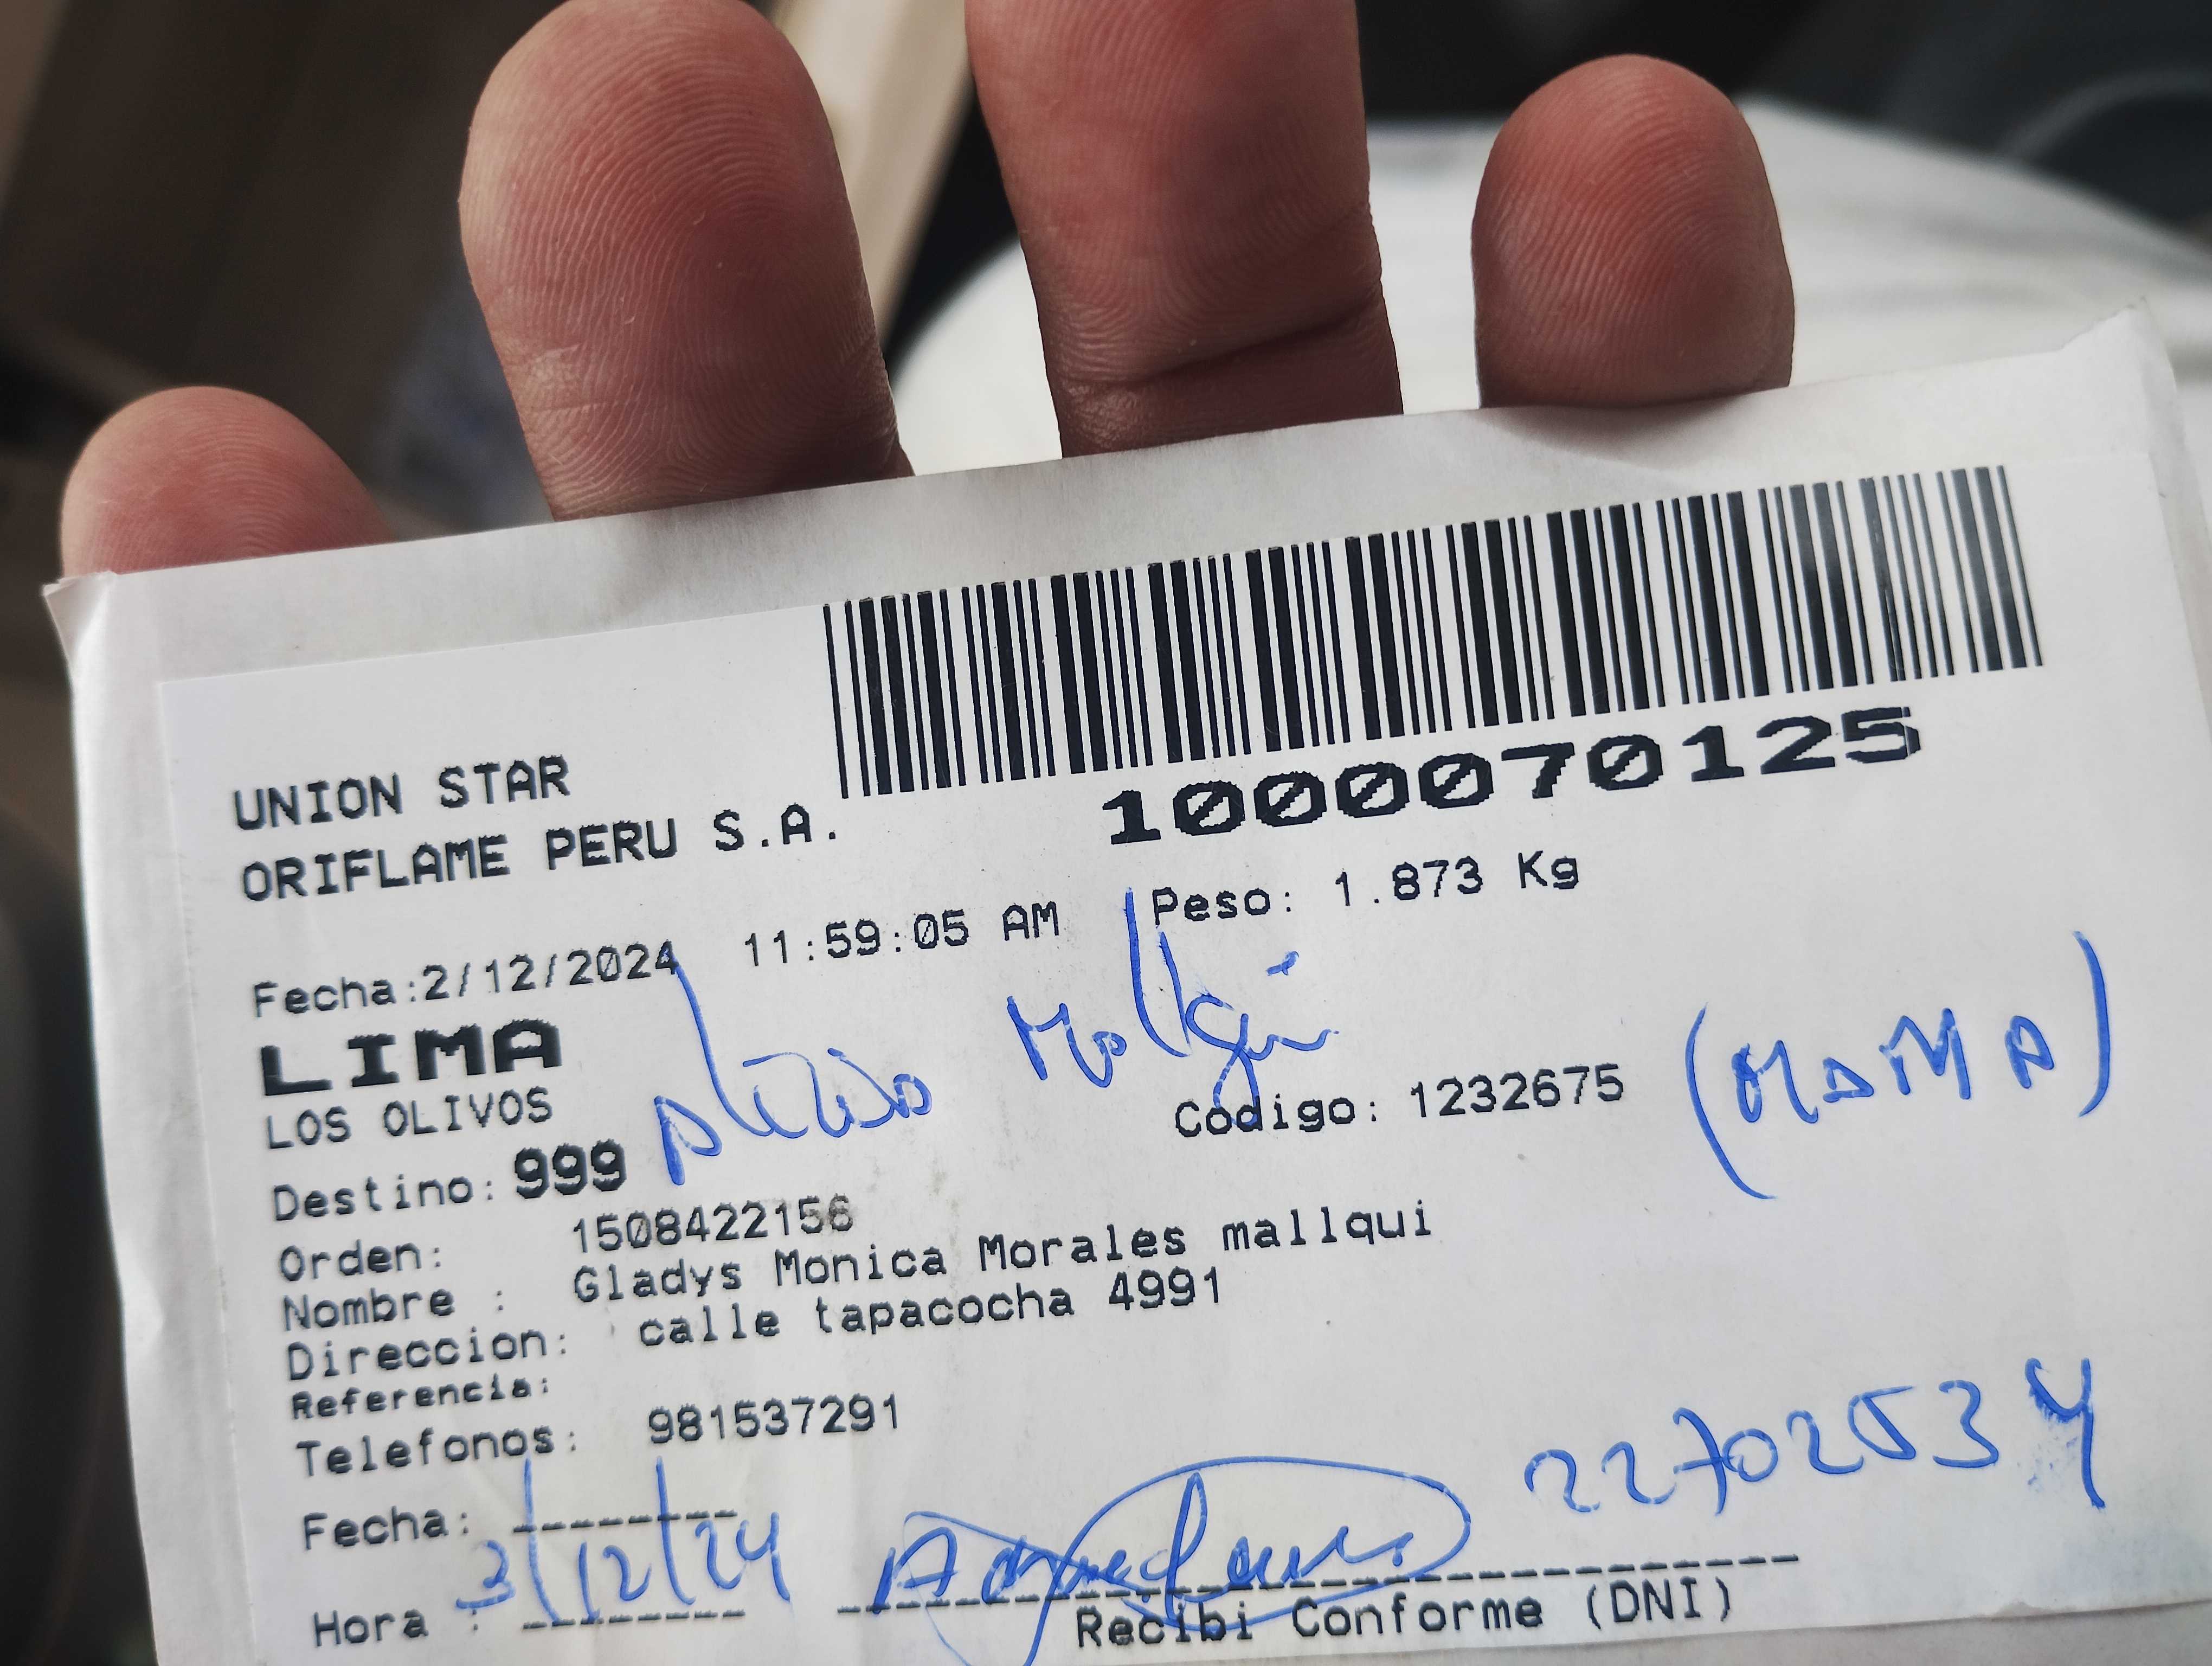 1000070125
UNION STAR
ORIFLAME PERU S.A.
Fecha:2/12/2024 11:59:05 AM Peso: 1.873 Kg
LIMA
LOS OLIVOS
(MAMA)
Destino: 999 Codigo: 1232675
Orden: 1508422156
Nombre : Gladys Monica Morales mallqui
Direccion: calle tapacocha 4991
Referencia:
Telefonos: 981537291
22702534
Fecha: 3/12/24
Hora :
Recibi Conforme (DNI)